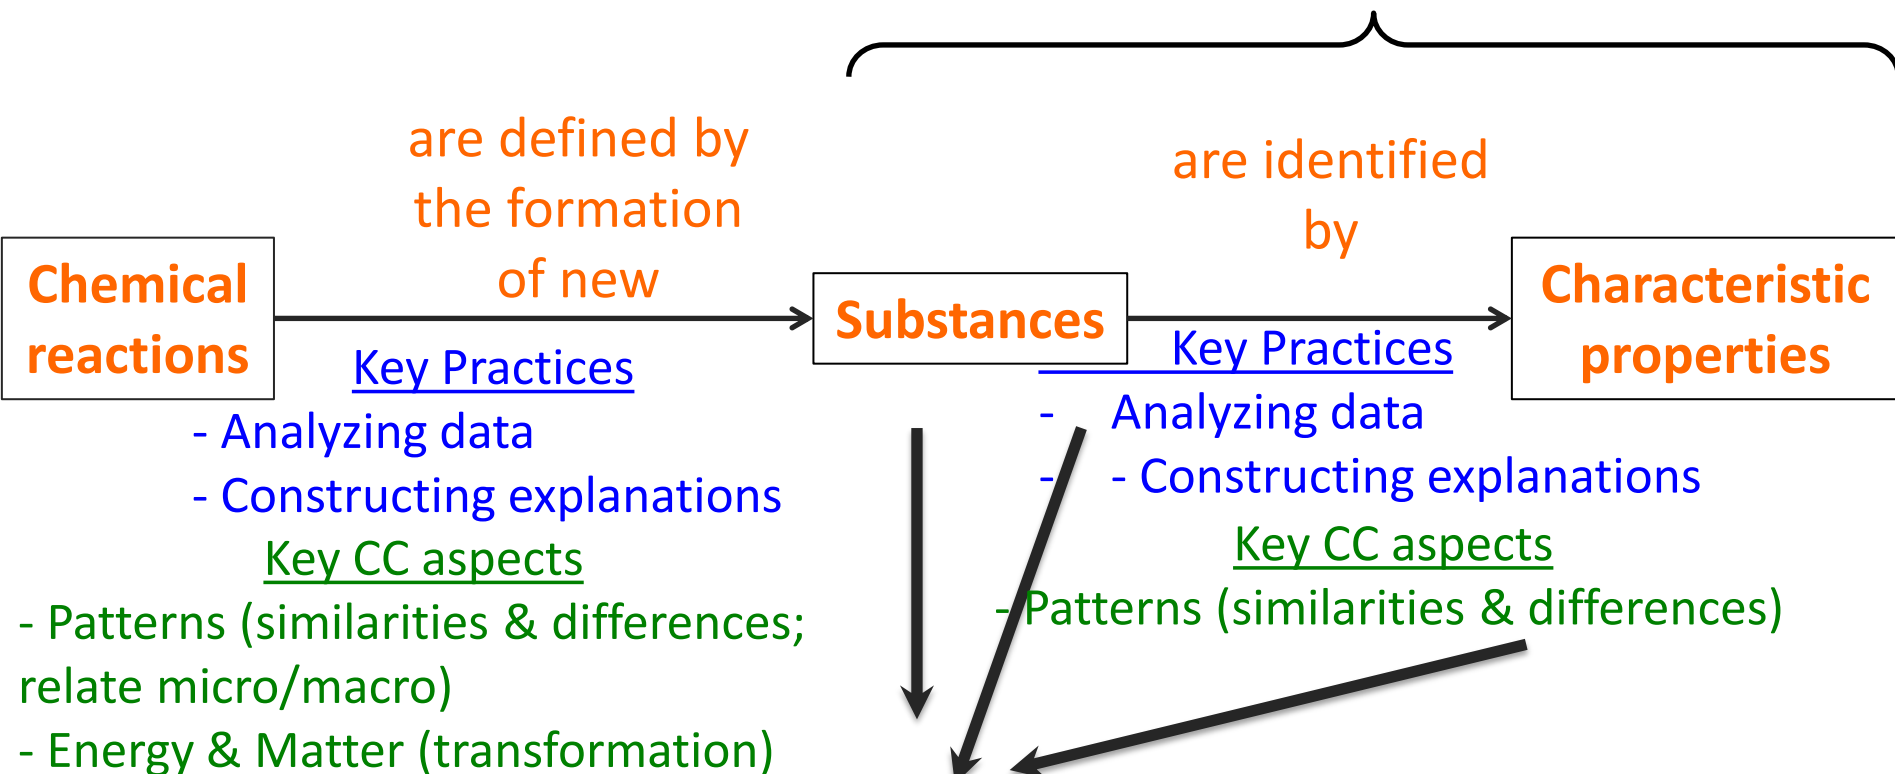 are defined by
the formation
of new
are identified
by
Chemical
reactions
Substances
Characteristic
properties
Key Practices
- Analyzing data
- Constructing explanations
Key CC aspects
- Patterns (similarities & differences;
relate micro/macro)
- Energy & Matter (transformation)
Key Practices
- Analyzing data
- - Constructing explanations
Key CC aspects
- Patterns (similarities & differences)